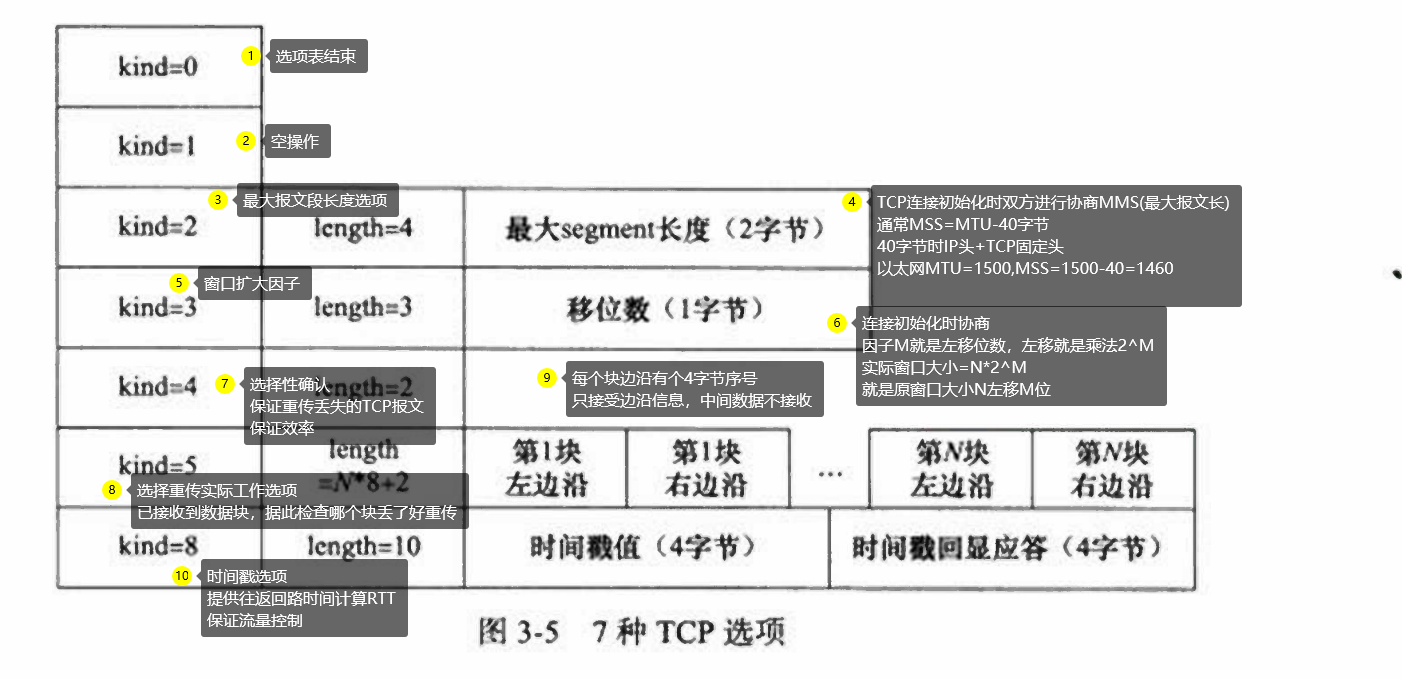 kind=0
1 选项表结束
kind=1
2 空操作
3 最大报文段长度选项
kind=2
length=4
最大segment长度（2字节）
4 TCP连接初始化时双方进行协商MMS(最大报文长)
通常MSS=MTU-40字节
40字节时IP头+TCP固定头
以太网MTU=1500,MSS=1500-40=1460
5 窗口扩大因子
kind=3
length=3
移位数（1字节）
6 连接初始化时协商
因子M就是左移位数，左移就是乘法2^M
实际窗口大小=N*2^M
就是原窗口大小N左移M位
kind=4
length=2
7 选择性确认
保证重传丢失的TCP报文
保证效率
9 每个块边沿有个4字节序号
只接受边沿信息，中间数据不接收
kind=5
length
=N*8+2
第1块
左边沿
第1块
右边沿
...
第N块
左边沿
第N块
右边沿
8 选择重传实际工作选项
已接收到数据块，据此检查哪个块丢了好重传
kind=8
length=10
时间戳值（4字节）
时间戳回显应答（4字节）
10 时间戳选项
提供往返回路时间计算RTT
保证流量控制
图 3-5 7 种 TCP 选项